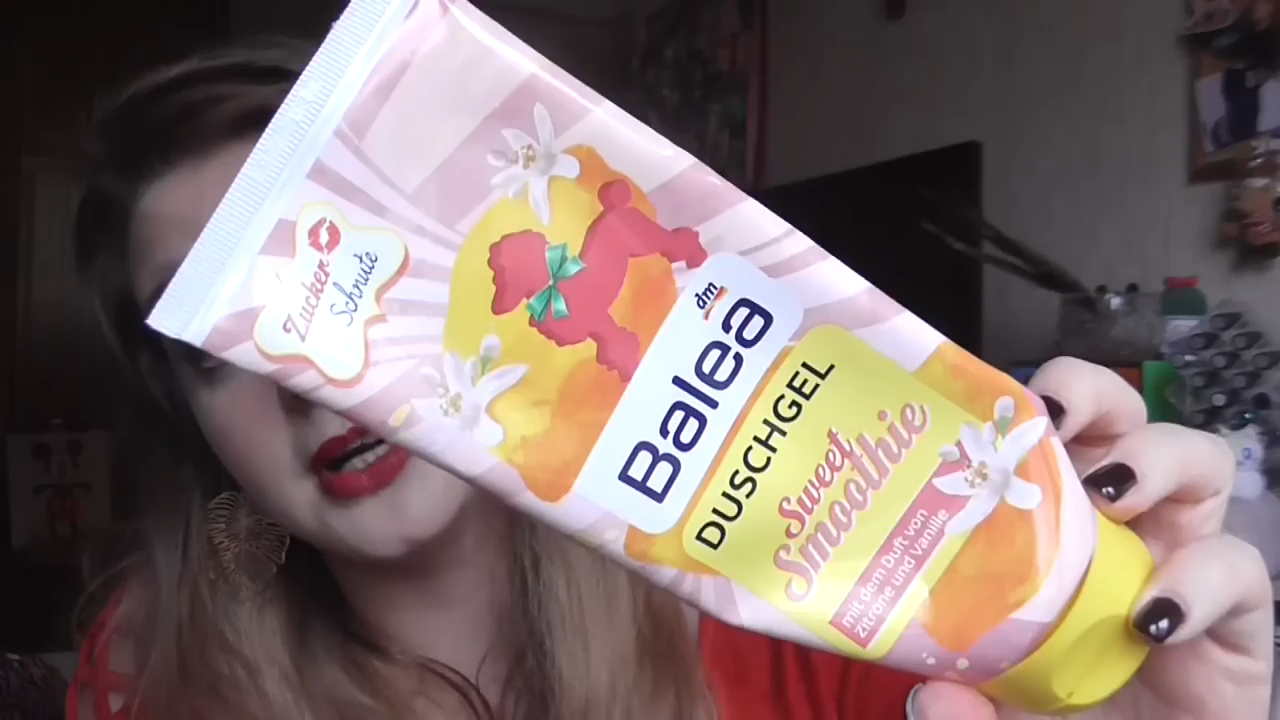 Zucker
Schnute
dm
Balea
DUSCHGEL
Sweet
Smoothie
mit dem Duft von
Zitrone und Vanille